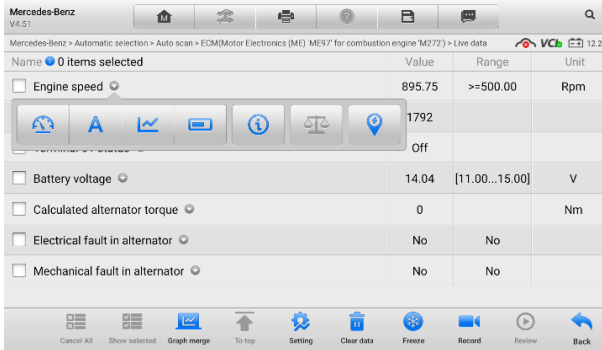 Mercedes-Benz
V4.51
Mercedes-Benz > Automatic selection > Auto scan > ECM(Motor Electronics (ME) 'ME97' for combustion engine 'M272') > Live data
VCI 12.2
Name 0 items selected Value Range Unit
Engine speed 895.75 >=500.00 Rpm
A
1792
Off
Battery voltage 14.04 [11.00...15.00] V
Calculated alternator torque 0 Nm
Electrical fault in alternator No No
Mechanical fault in alternator No No
Cancel All Show selected Graph merge To top Setting Clear data Freeze Record Review Back